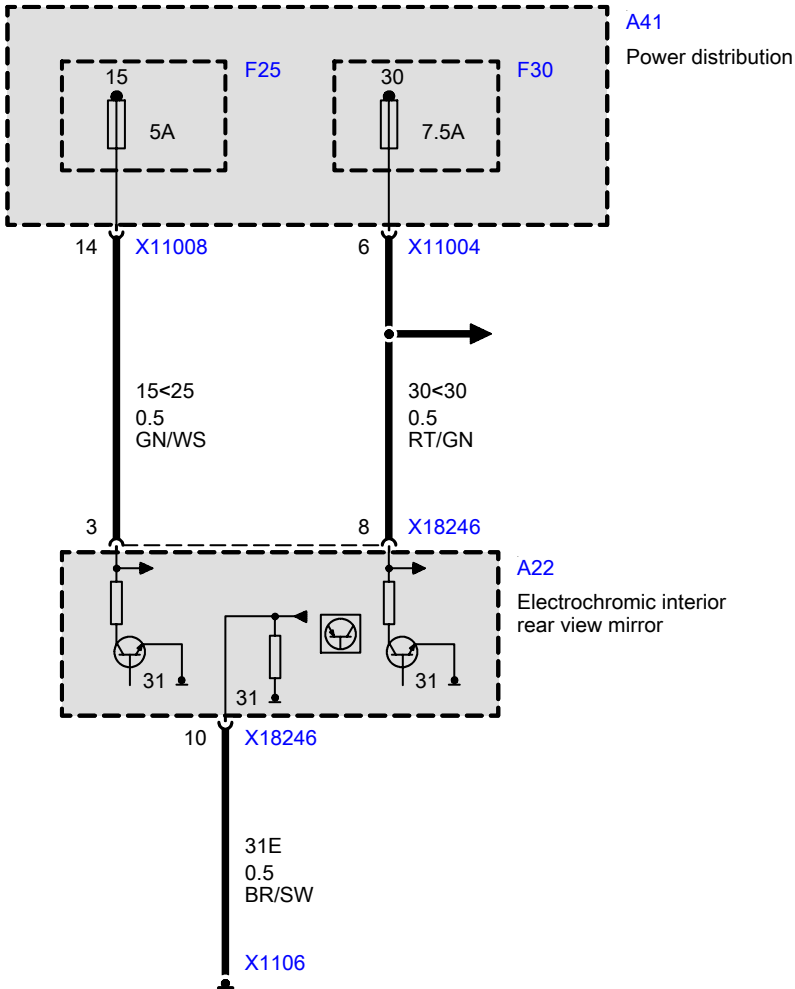 A41
Power distribution
15
F25
5A
30
F30
7.5A
14
X11008
6
X11004
15<25
0.5
GN/WS
30<30
0.5
RT/GN
3
8
X18246
A22
Electrochromic interior
rear view mirror
31
31
31
10
X18246
31E
0.5
BR/SW
X1106